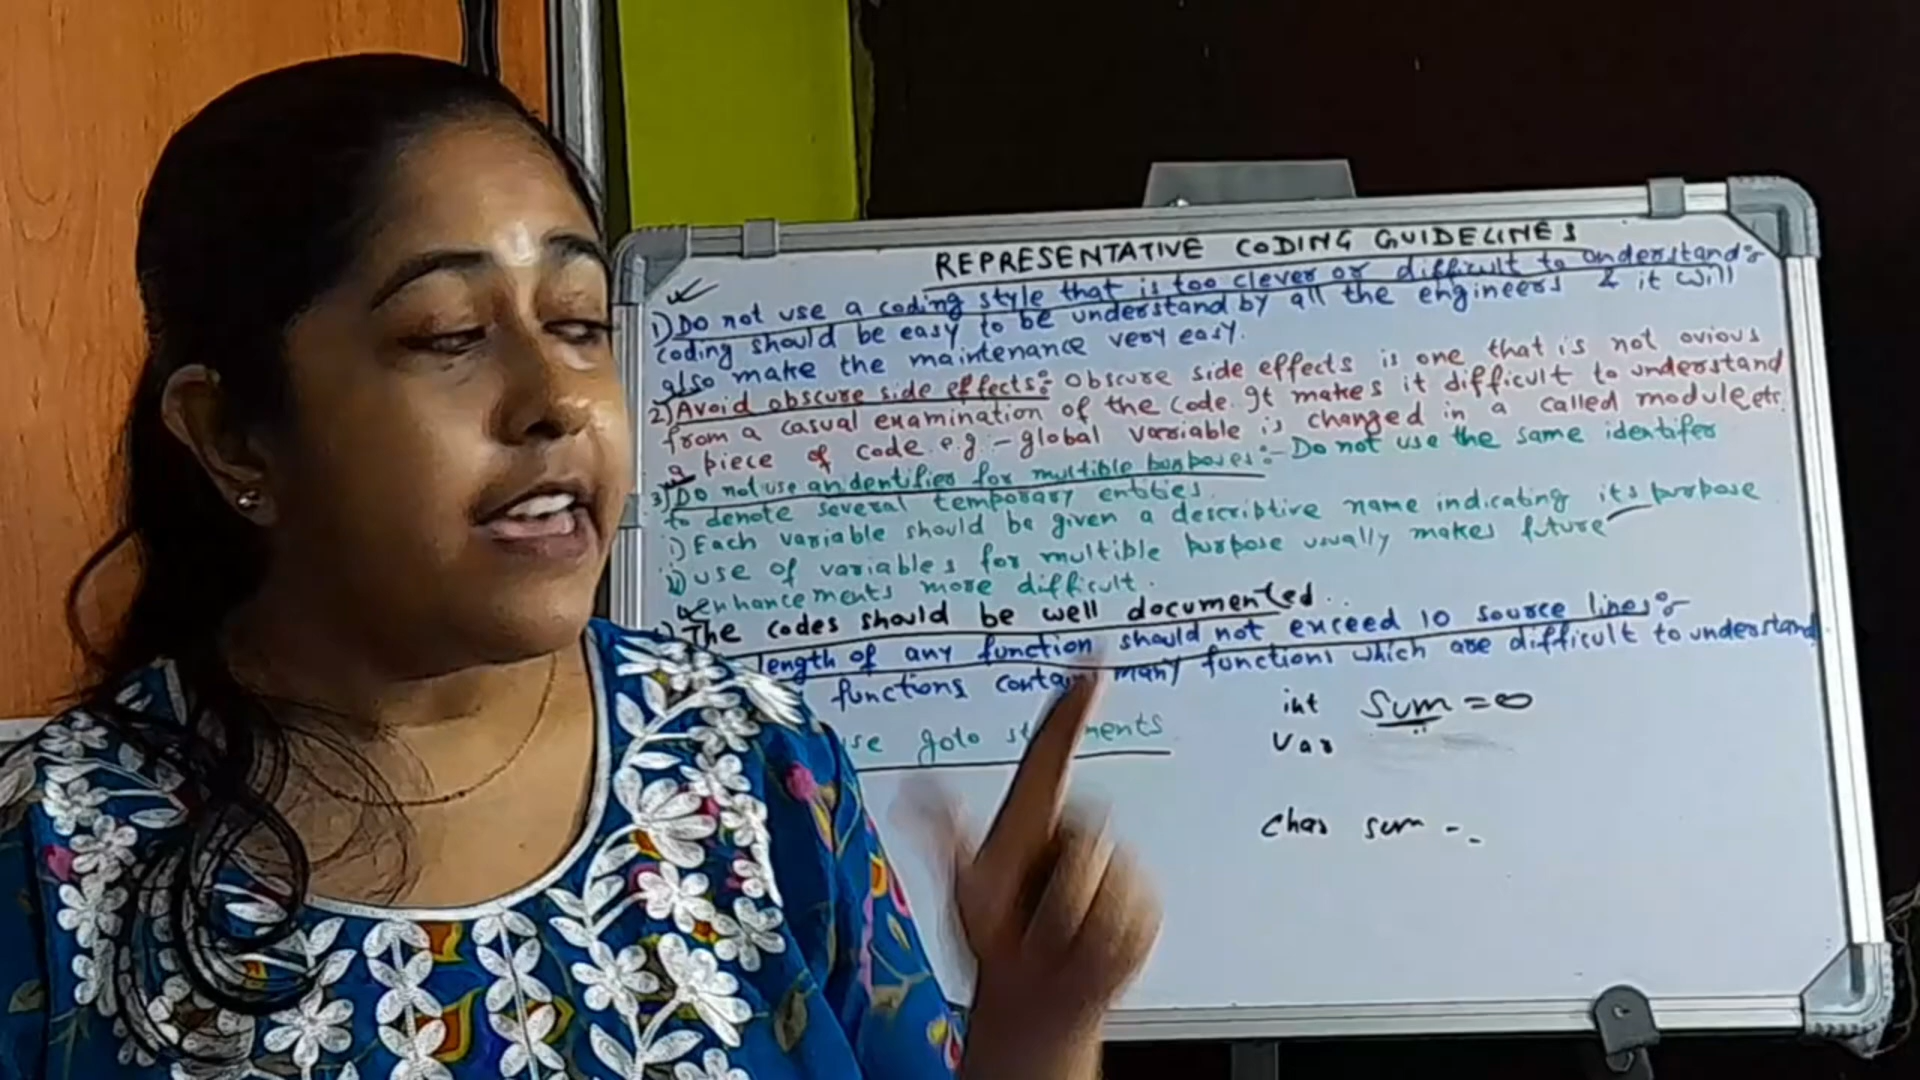 REPRESENTATIVE CODING GUIDELINES
1) Do not use a coding style that is too clever or difficult to understand:-
coding should be easy to be understand by all the engineers & it will
also make the maintenance very easy.
2) Avoid obscure side effects:- Obscure side effects is one that is not ovious
from a casual examination of the code. It makes it difficult to understand
a piece of code. e.g:- global variable is changed in a called module etc.
3) Do not use an identifier for multiple purposes:- Do not use the same identifer
to denote several temporary entities.
i) Each variable should be given a descriptive name indicating its purpose
ii) use of variables for multiple purpose usually makes future
enhancements more difficult.
The codes should be well documented.
length of any function should not exceed 10 source lines:-
functions contain many functions which are difficult to understand.
se goto st ments
int sum = 0
var
char sum -